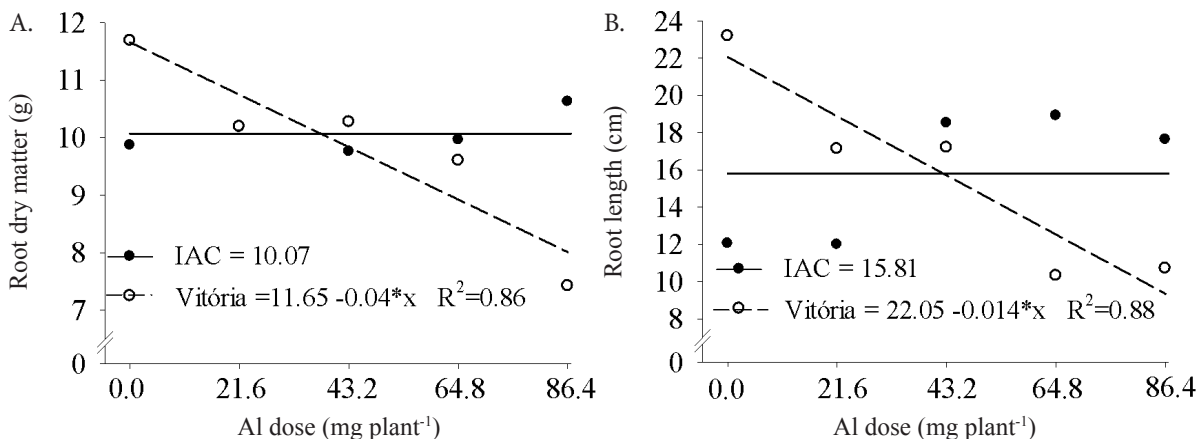 A.
Root dry matter (g)
12
11
10
9
8
7
0
IAC = 10.07
Vitória =11.65 -0.04*x R²=0.86
0.0 21.6 43.2 64.8 86.4
Al dose (mg plant⁻¹)
B.
Root length (cm)
24
22
20
18
16
14
12
10
8
0
IAC = 15.81
Vitória = 22.05 -0.014*x R²=0.88
0.0 21.6 43.2 64.8 86.4
Al dose (mg plant⁻¹)